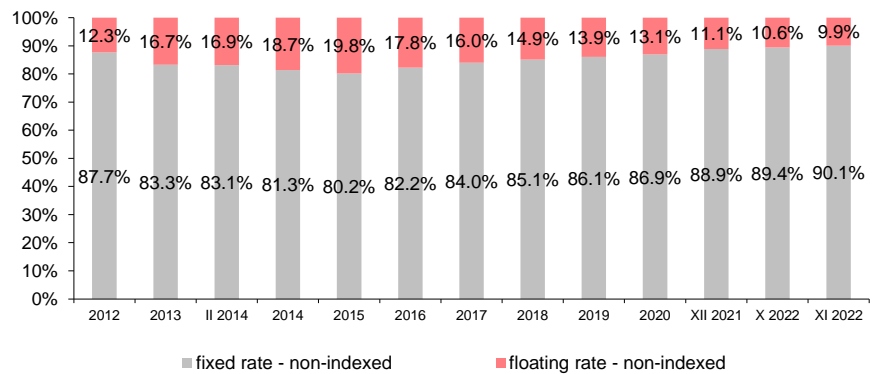 100%
90%
80%
70%
60%
50%
40%
30%
20%
10%
0%
12.3% 16.7% 16.9% 18.7% 19.8% 17.8% 16.0% 14.9% 13.9% 13.1% 11.1% 10.6% 9.9%
87.7% 83.3% 83.1% 81.3% 80.2% 82.2% 84.0% 85.1% 86.1% 86.9% 88.9% 89.4% 90.1%
2012 2013 II 2014 2014 2015 2016 2017 2018 2019 2020 XII 2021 X 2022 XI 2022
fixed rate - non-indexed floating rate - non-indexed